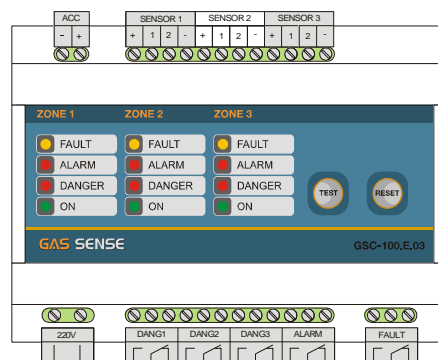 ACC SENSOR 1 SENSOR 2 SENSOR 3
- + + 1 2 - + 1 2 - + 1 2 -
ZONE 1 ZONE 2 ZONE 3
FAULT FAULT FAULT
ALARM ALARM ALARM
DANGER DANGER DANGER
ON ON ON
TEST RESET
GAS SENSE
GSC-100.E.03
220V DANG1 DANG2 DANG3 ALARM FAULT